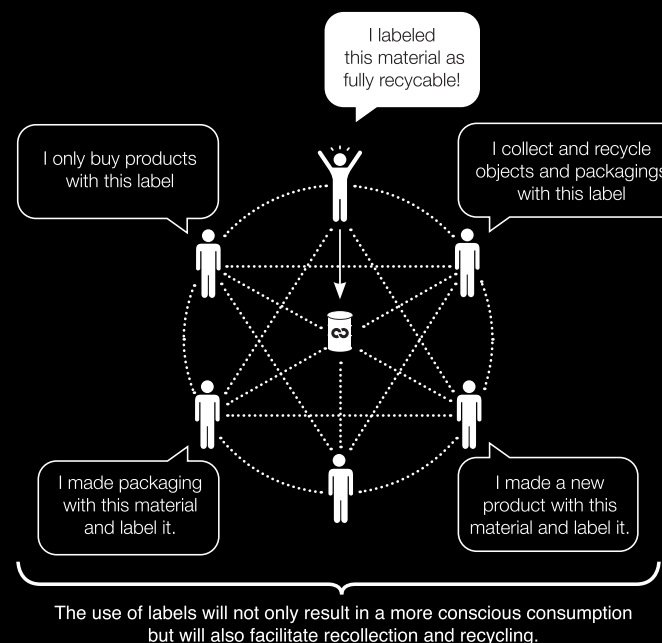 I labeled
this material as
fully recycable!
I only buy products
with this label
I collect and recycle
objects and packagings
with this label
I made packaging
with this material
and label it.
I made a new
product with this
material and label it.
The use of labels will not only result in a more conscious consumption
but will also facilitate recollection and recycling.